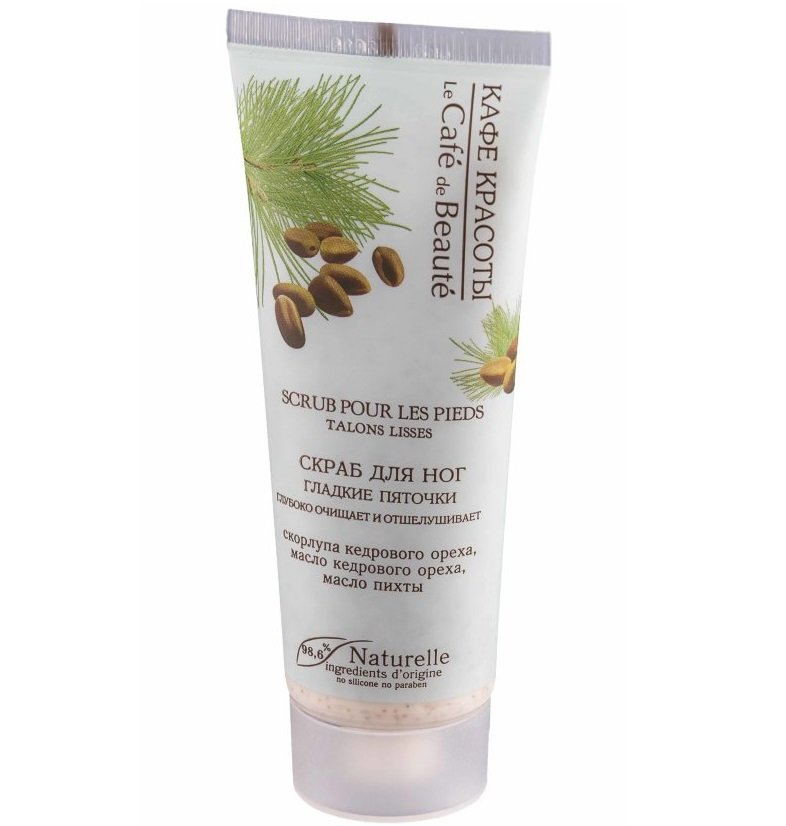 КАФЕ КРАСОТЫ
Le Café de Beauté
SCRUB POUR LES PIEDS
TALONS LISSES
СКРАБ ДЛЯ НОГ
ГЛАДКИЕ ПЯТОЧКИ
ГЛУБОКО ОЧИЩАЕТ И ОТШЕЛУШИВАЕТ
скорлупа кедрового ореха,
масло кедрового ореха,
масло пихты
98,6% Naturelle
ingredients d'origine
no silicone no paraben